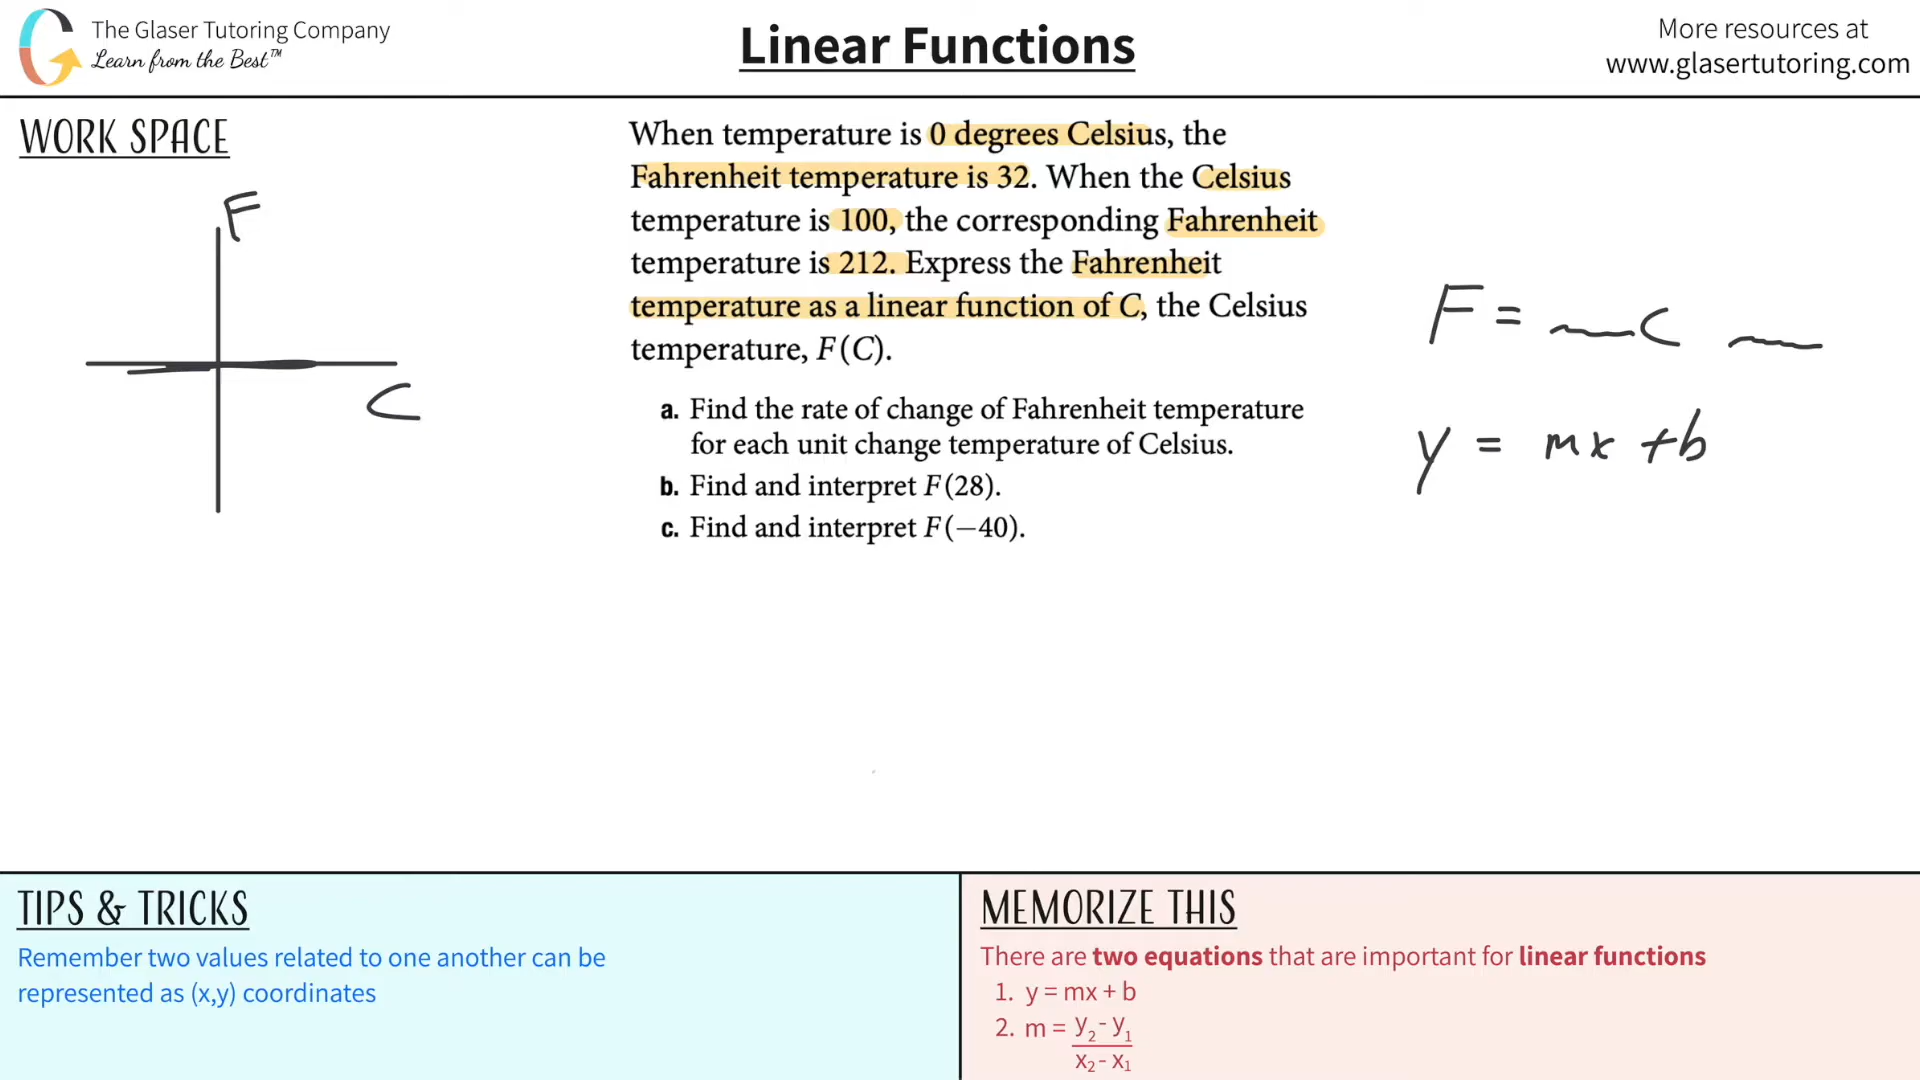 The Glaser Tutoring Company
Learn from the Best™
Linear Functions
More resources at
www.glasertutoring.com
WORK SPACE
F
C
When temperature is 0 degrees Celsius, the
Fahrenheit temperature is 32. When the Celsius
temperature is 100, the corresponding Fahrenheit
temperature is 212. Express the Fahrenheit
temperature as a linear function of C, the Celsius
temperature, F(C).
a. Find the rate of change of Fahrenheit temperature
for each unit change temperature of Celsius.
b. Find and interpret F(28).
c. Find and interpret F(−40).
F = __C __
y = mx + b
TIPS & TRICKS
Remember two values related to one another can be
represented as (x,y) coordinates
MEMORIZE THIS
There are two equations that are important for linear functions
1. y = mx + b
2. m = y₂ - y₁
x₂ - x₁